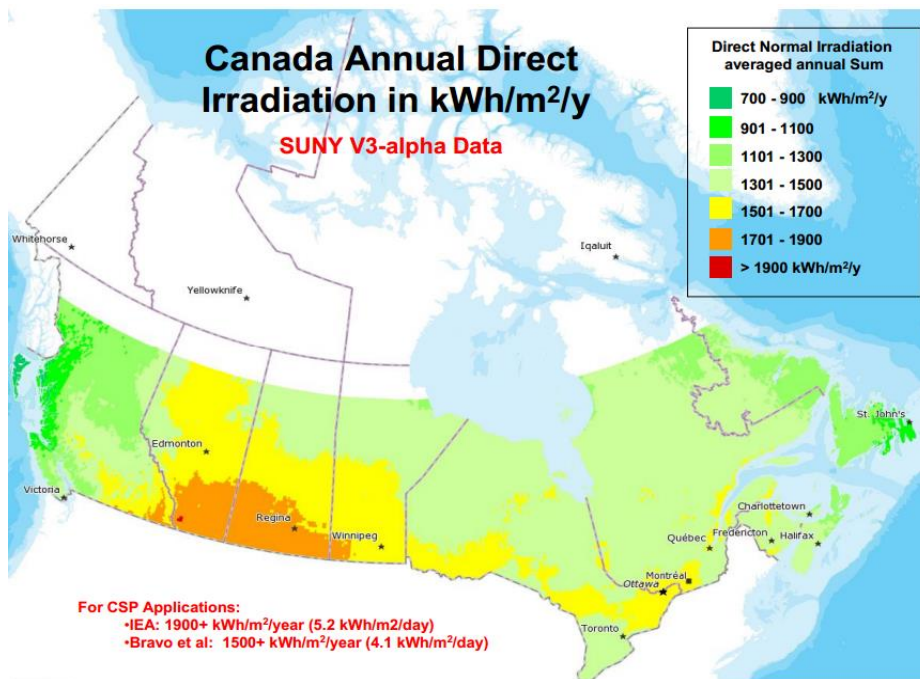 Canada Annual Direct
Irradiation in kWh/m²/y
SUNY V3-alpha Data
Direct Normal Irradiation
averaged annual Sum
700 - 900 kWh/m²/y
901 - 1100
1101 - 1300
1301 - 1500
1501 - 1700
1701 - 1900
> 1900 kWh/m²/y
Whitehorse
Iqaluit
Yellowknife
St. John's
Edmonton
Victoria
Regina
Winnipeg
Charlottetown
Québec
Fredericton
Halifax
Montréal
Ottawa
Toronto
For CSP Applications:
•IEA: 1900+ kWh/m²/year (5.2 kWh/m2/day)
•Bravo et al: 1500+ kWh/m²/year (4.1 kWh/m²/day)